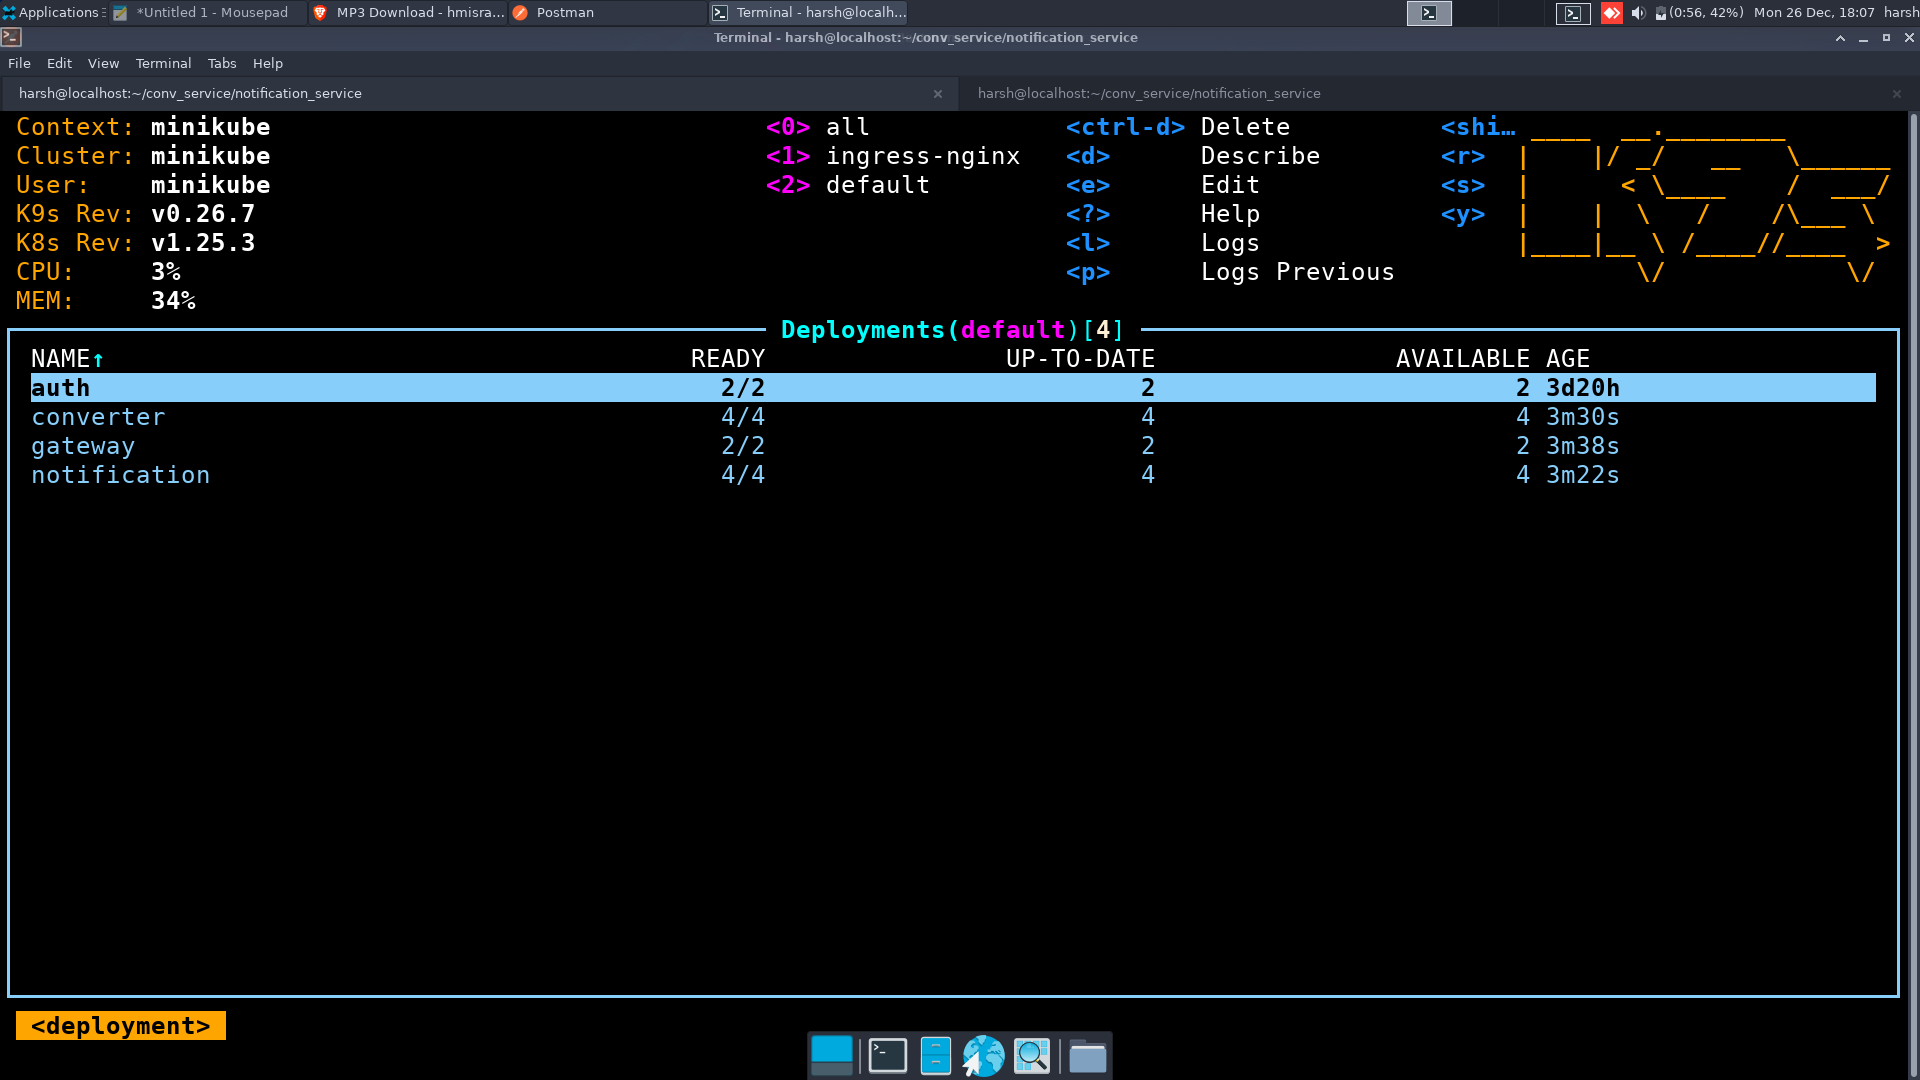 Applications *Untitled 1 - Mousepad MP3 Download - hmisra... Postman Terminal - harsh@localh... (0:56, 42%) Mon 26 Dec, 18:07 harsh
Terminal - harsh@localhost:~/conv_service/notification_service
File Edit View Terminal Tabs Help
harsh@localhost:~/conv_service/notification_service harsh@localhost:~/conv_service/notification_service
Context: minikube <0> all <ctrl-d> Delete <shi…
Cluster: minikube <1> ingress-nginx <d> Describe <r>
User: minikube <2> default <e> Edit <s>
K9s Rev: v0.26.7 <?> Help <y>
K8s Rev: v1.25.3 <l> Logs
CPU: 3% <p> Logs Previous
MEM: 34%
Deployments(default)[4]
NAME↑ READY UP-TO-DATE AVAILABLE AGE
auth 2/2 2 2 3d20h
converter 4/4 4 4 3m30s
gateway 2/2 2 2 3m38s
notification 4/4 4 4 3m22s
<deployment>